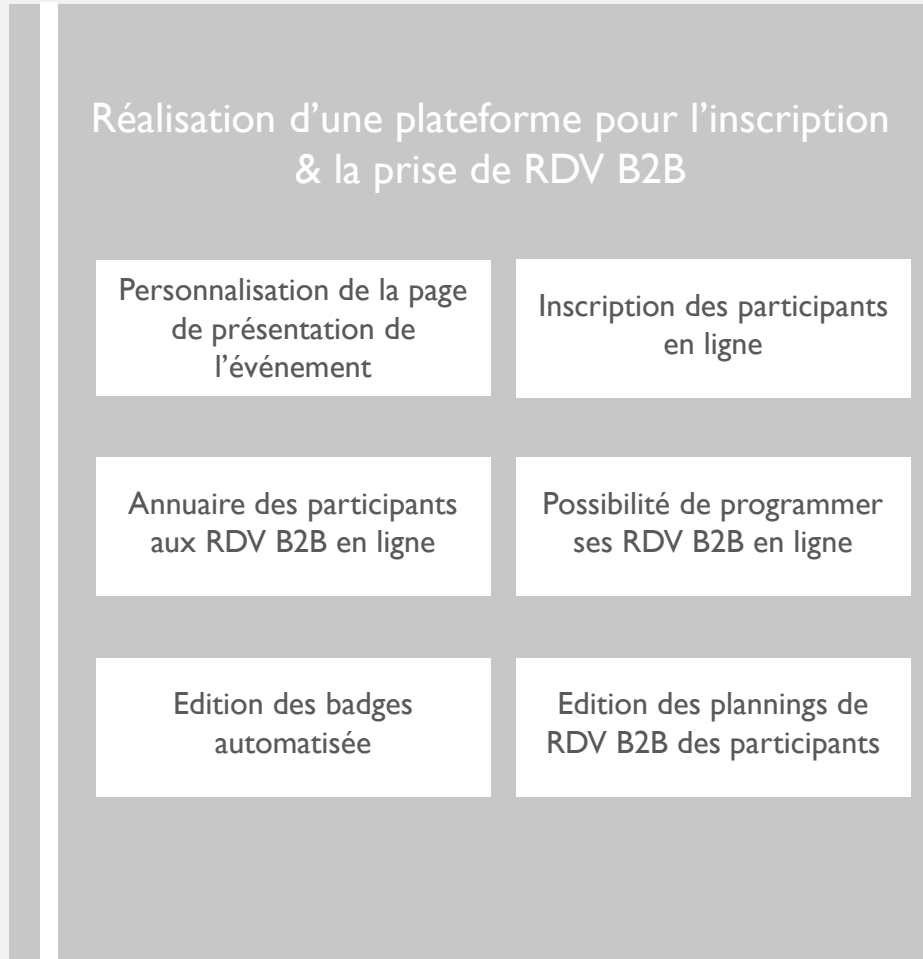 Réalisation d’une plateforme pour l’inscription
& la prise de RDV B2B
Personnalisation de la page
de présentation de
l’événement
Inscription des participants
en ligne
Annuaire des participants
aux RDV B2B en ligne
Possibilité de programmer
ses RDV B2B en ligne
Edition des badges
automatisée
Edition des plannings de
RDV B2B des participants